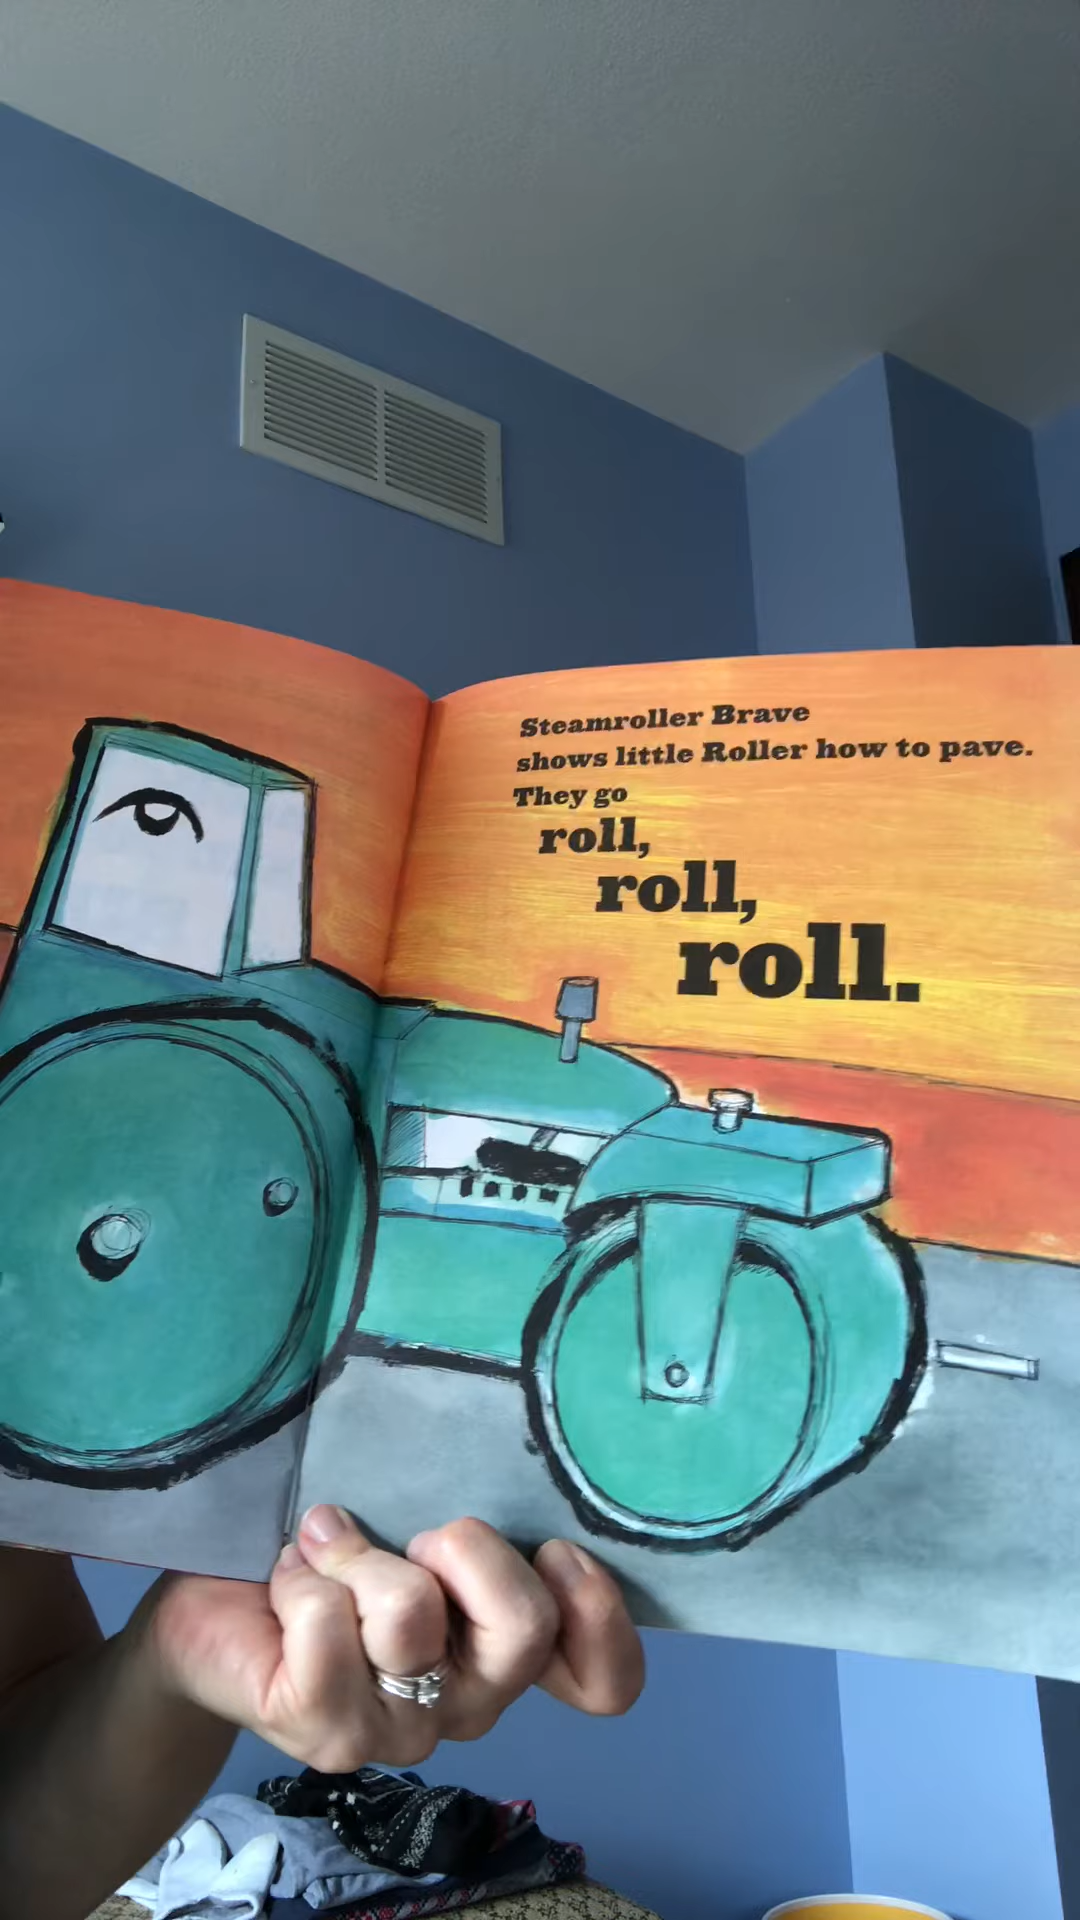 Steamroller Brave
shows little Roller how to pave.
They go
roll,
roll,
roll.